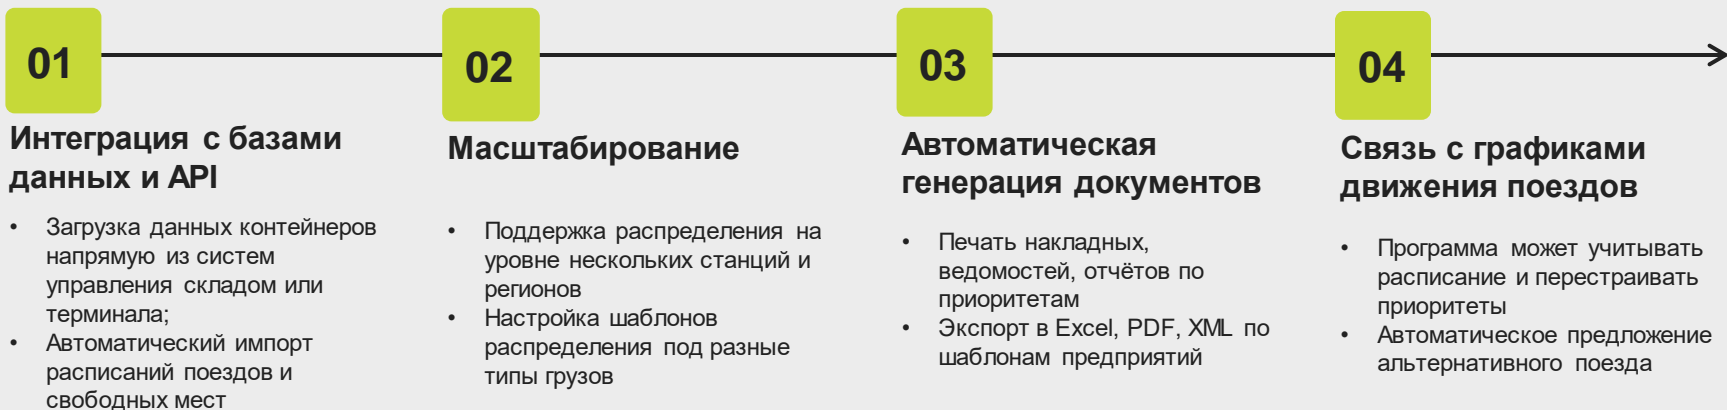 01
Интеграция с базами
данных и API
• Загрузка данных контейнеров
напрямую из систем
управления складом или
терминала;
• Автоматический импорт
расписаний поездов и
свободных мест
02
Масштабирование
• Поддержка распределения на
уровне нескольких станций и
регионов
• Настройка шаблонов
распределения под разные
типы грузов
03
Автоматическая
генерация документов
• Печать накладных,
ведомостей, отчётов по
приоритетам
• Экспорт в Excel, PDF, XML по
шаблонам предприятий
04
Связь с графиками
движения поездов
• Программа может учитывать
расписание и перестраивать
приоритеты
• Автоматическое предложение
альтернативного поезда